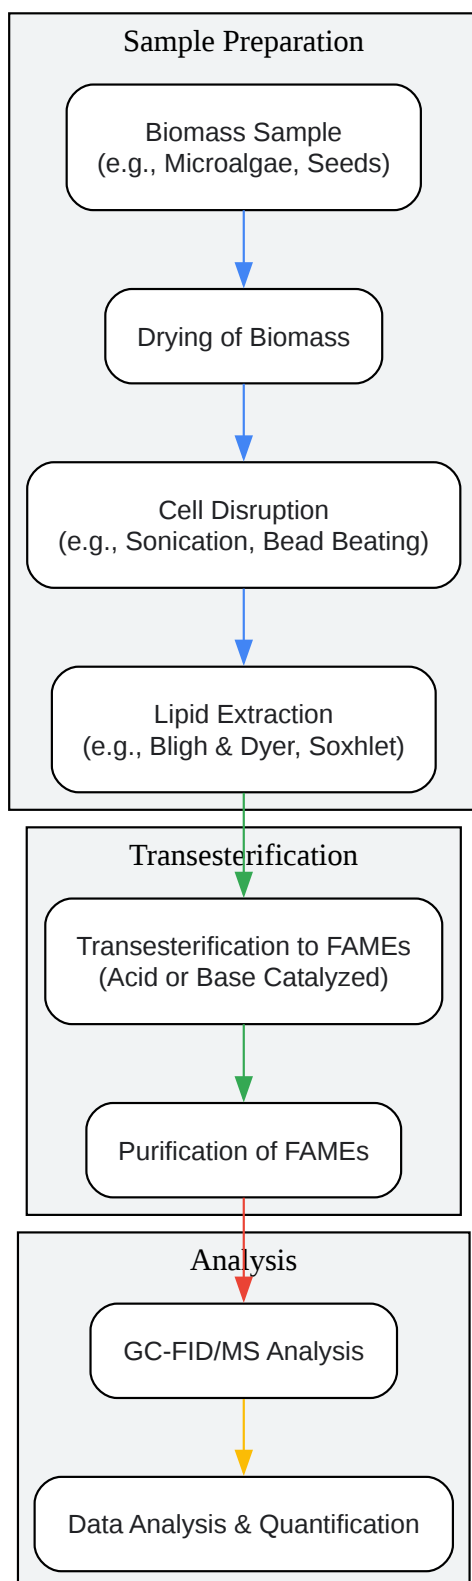 Sample Preparation
Biomass Sample
(e.g., Microalgae, Seeds)
Drying of Biomass
Cell Disruption
(e.g., Sonication, Bead Beating)
Lipid Extraction
(e.g., Bligh & Dyer, Soxhlet)
Transesterification
Transesterification to FAMEs
(Acid or Base Catalyzed)
Purification of FAMEs
Analysis
GC-FID/MS Analysis
Data Analysis & Quantification